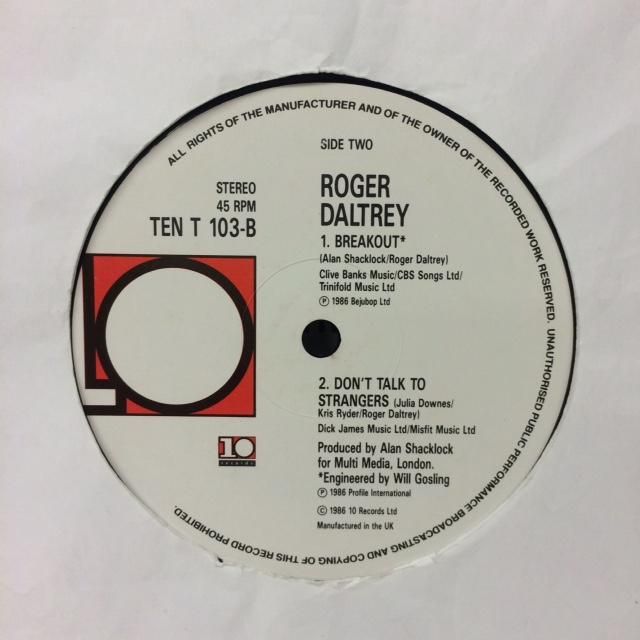 ALL RIGHTS OF THE MANUFACTURER AND OF THE OWNER OF THE RECORDED WORK RESERVED. UNAUTHORISED PUBLIC PERFORMANCE BROADCASTING AND COPYING OF THIS RECORD PROHIBITED.
SIDE TWO
STEREO
45 RPM
TEN T 103-B
ROGER
DALTREY
1. BREAKOUT*
(Alan Shacklock/Roger Daltrey)
Clive Banks Music/CBS Songs Ltd/
Trinifold Music Ltd
Ⓟ 1986 Bejubop Ltd
10
2. DON'T TALK TO
STRANGERS (Julia Downes/
Kris Ryder/Roger Daltrey)
Dick James Music Ltd/Misfit Music Ltd
10
records
Produced by Alan Shacklock
for Multi Media, London.
*Engineered by Will Gosling
Ⓟ 1986 Profile International
© 1986 10 Records Ltd
Manufactured in the UK